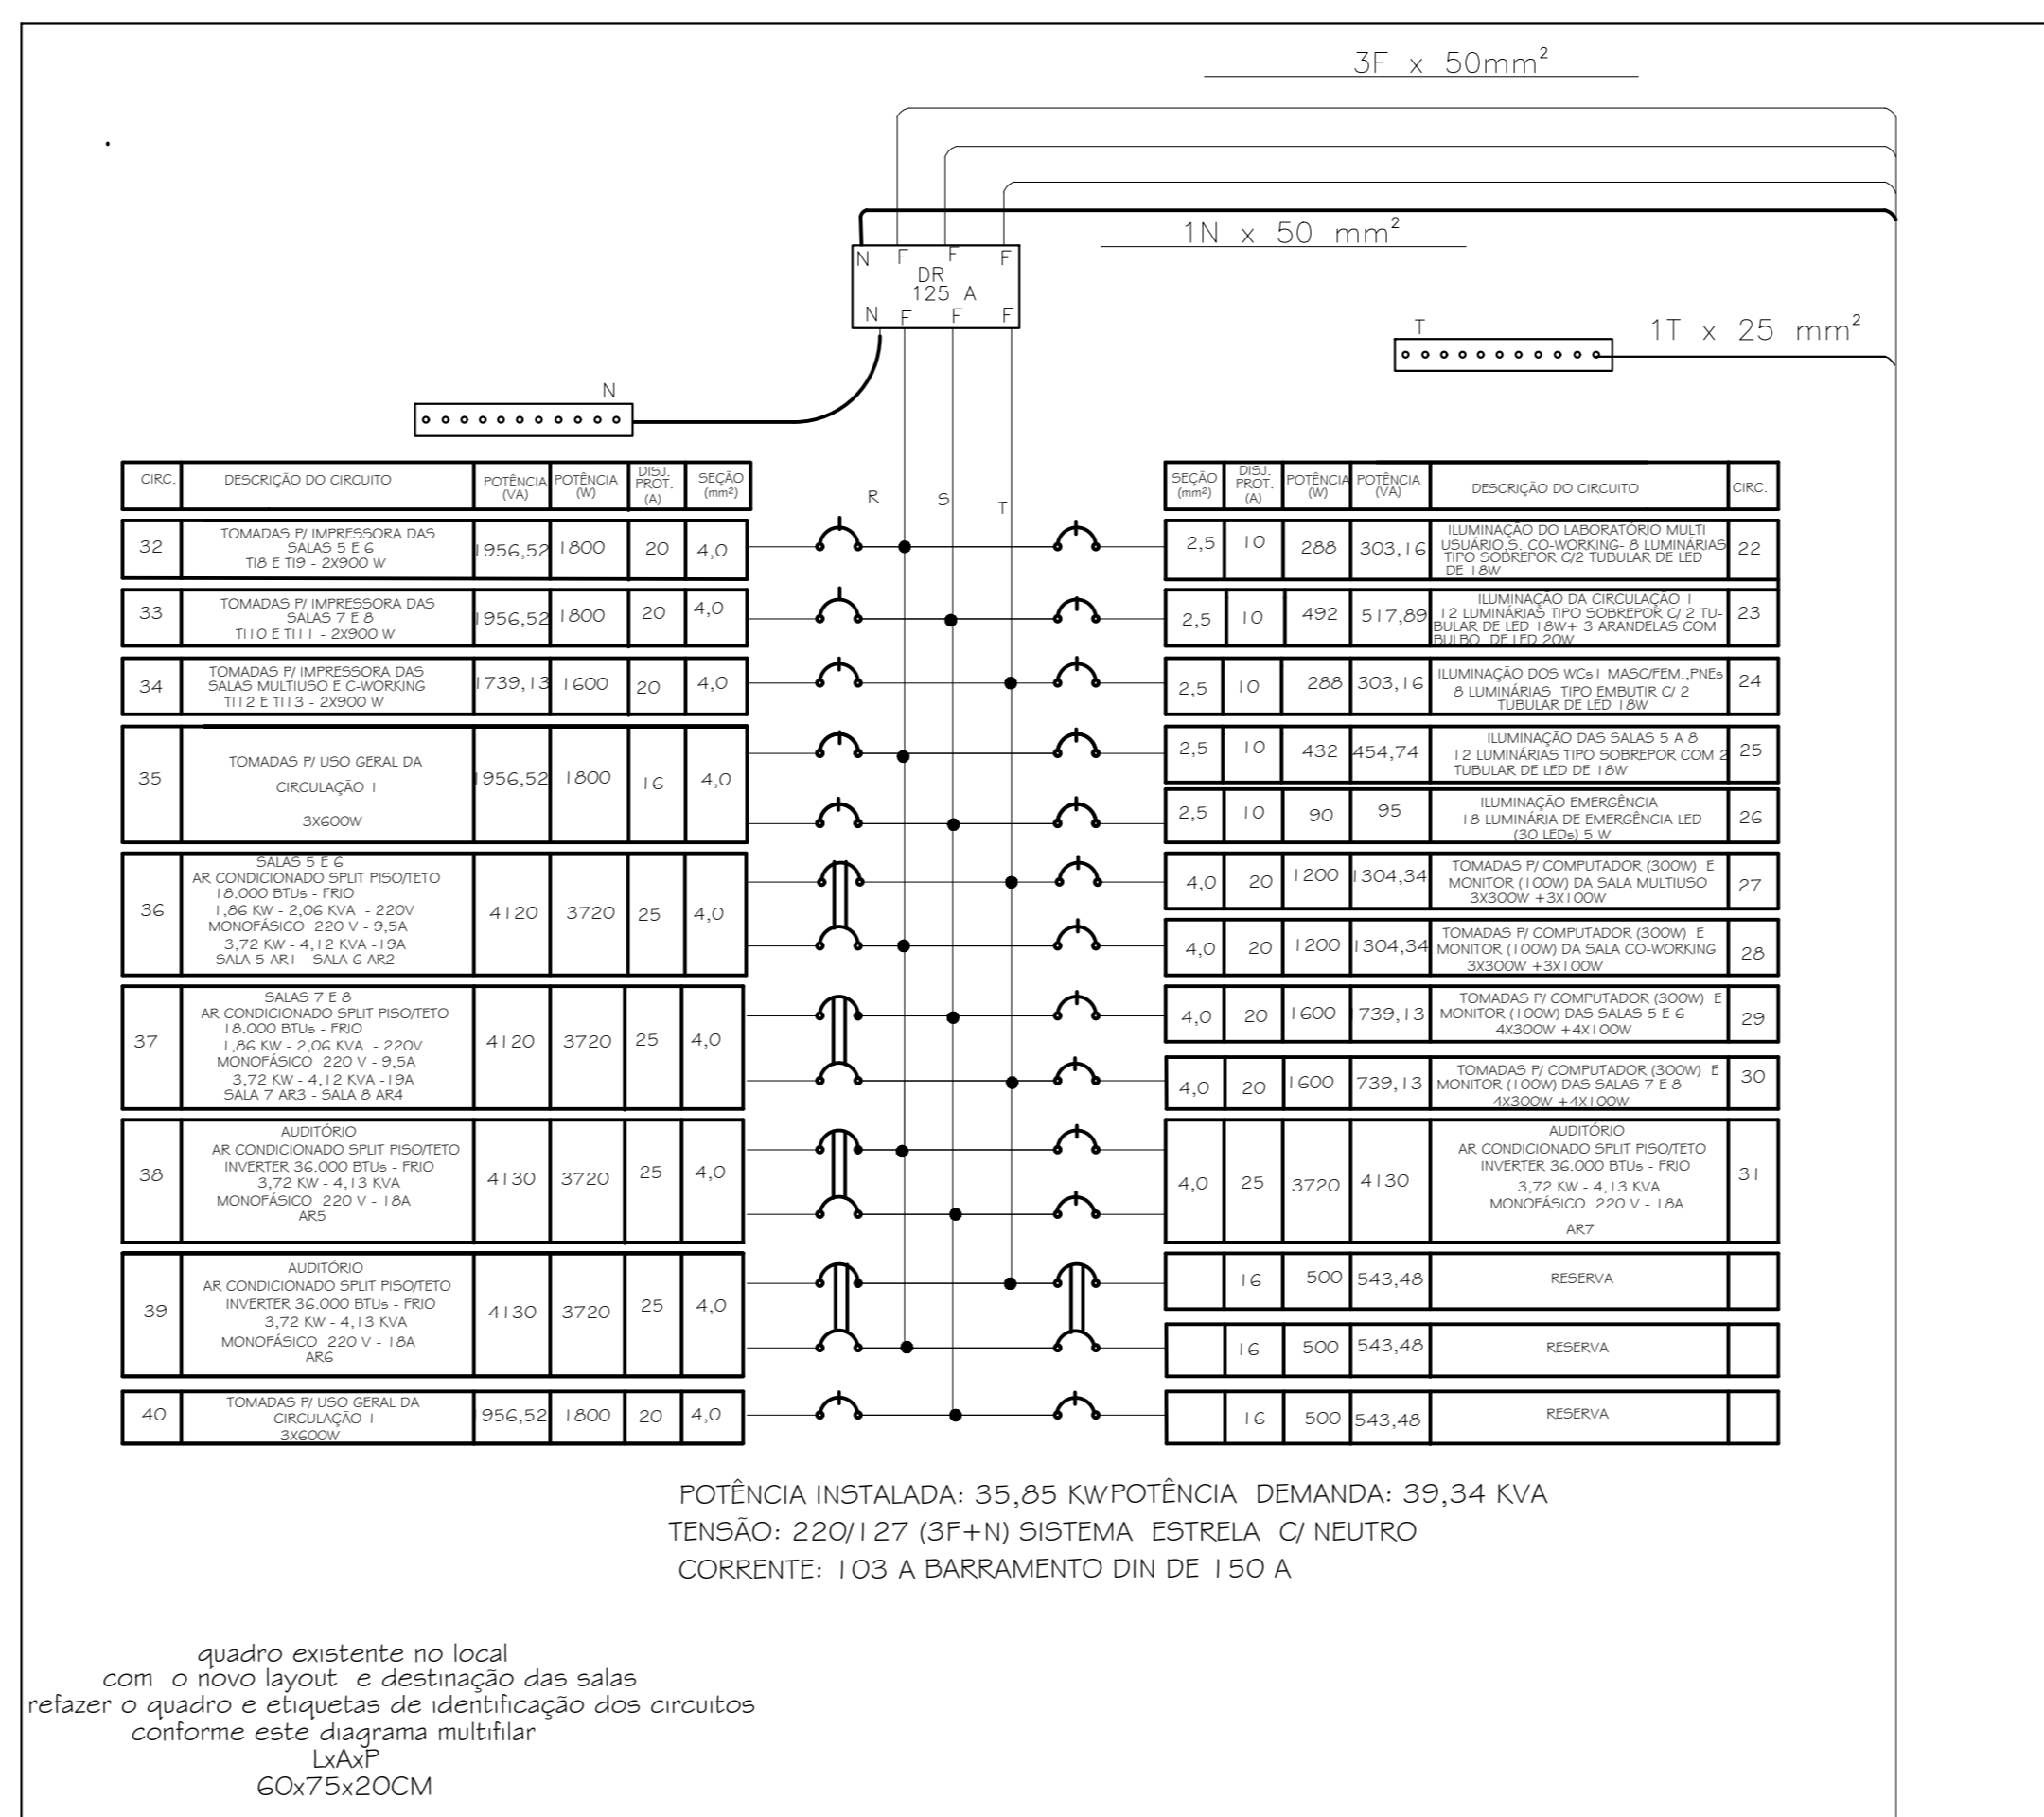 3F x 50mm²
1N x 50 mm²
N F F F
DR
125 A
N F F F
T
1T x 25 mm²
N
R S T
CIRC. DESCRIÇÃO DO CIRCUITO POTÊNCIA (VA) POTÊNCIA (W) DISJ. PROT. (A) SEÇÃO (mm²)
32
TOMADAS P/ IMPRESSORA DAS
SALAS 5 E 6
TI8 E TI9 - 2X900 W
1956,52 1800 20 4,0
33
TOMADAS P/ IMPRESSORA DAS
SALAS 7 E 8
TI10 E TI11 - 2X900 W
1956,52 1800 20 4,0
34
TOMADAS P/ IMPRESSORA DAS
SALAS MULTIUSO E C-WORKING
TI12 E TI13 - 2X900 W
1739,13 1600 20 4,0
35
TOMADAS P/ USO GERAL DA
CIRCULAÇÃO 1
3X600W
1956,52 1800 16 4,0
36
SALAS 5 E 6
AR CONDICIONADO SPLIT PISO/TETO
18.000 BTUs - FRIO
1,86 KW - 2,06 KVA - 220V
MONOFÁSICO 220 V - 9,5A
3,72 KW - 4,12 KVA -19A
SALA 5 AR1 - SALA 6 AR2
4120 3720 25 4,0
37
SALAS 7 E 8
AR CONDICIONADO SPLIT PISO/TETO
18.000 BTUs - FRIO
1,86 KW - 2,06 KVA - 220V
MONOFÁSICO 220 V - 9,5A
3,72 KW - 4,12 KVA -19A
SALA 7 AR3 - SALA 8 AR4
4120 3720 25 4,0
38
AUDITÓRIO
AR CONDICIONADO SPLIT PISO/TETO
INVERTER 36.000 BTUs - FRIO
3,72 KW - 4,13 KVA
MONOFÁSICO 220 V - 18A
AR5
4130 3720 25 4,0
39
AUDITÓRIO
AR CONDICIONADO SPLIT PISO/TETO
INVERTER 36.000 BTUs - FRIO
3,72 KW - 4,13 KVA
MONOFÁSICO 220 V - 18A
AR6
4130 3720 25 4,0
40
TOMADAS P/ USO GERAL DA
CIRCULAÇÃO 1
3X600W
956,52 1800 20 4,0
SEÇÃO (mm²) DISJ. PROT. (A) POTÊNCIA (W) POTÊNCIA (VA) DESCRIÇÃO DO CIRCUITO CIRC.
2,5 10 288 303,16
ILUMINAÇÃO DO LABORATÓRIO MULTI
USUÁRIO,S. CO-WORKING- 8 LUMINÁRIAS
TIPO SOBREPOR C/2 TUBULAR DE LED
DE 18W
22
2,5 10 492 517,89
ILUMINAÇÃO DA CIRCULAÇÃO 1
12 LUMINÁRIAS TIPO SOBREPOR C/ 2 TU-
BULAR DE LED 18W+ 3 ARANDELAS COM
BULBO DE LED 20W
23
2,5 10 288 303,16
ILUMINAÇÃO DOS WCs1 MASC/FEM.,PNEs
8 LUMINÁRIAS TIPO EMBUTIR C/ 2
TUBULAR DE LED 18W
24
2,5 10 432 454,74
ILUMINAÇÃO DAS SALAS 5 A 8
12 LUMINÁRIAS TIPO SOBREPOR COM 2
TUBULAR DE LED DE 18W
25
2,5 10 90 95
ILUMINAÇÃO EMERGÊNCIA
18 LUMINÁRIA DE EMERGÊNCIA LED
(30 LEDs) 5 W
26
4,0 20 1200 1304,34
TOMADAS P/ COMPUTADOR (300W) E
MONITOR (100W) DA SALA MULTIUSO
3X300W +3X100W
27
4,0 20 1200 1304,34
TOMADAS P/ COMPUTADOR (300W) E
MONITOR (100W) DA SALA CO-WORKING
3X300W +3X100W
28
4,0 20 1600 739,13
TOMADAS P/ COMPUTADOR (300W) E
MONITOR (100W) DAS SALAS 5 E 6
4X300W +4X100W
29
4,0 20 1600 739,13
TOMADAS P/ COMPUTADOR (300W) E
MONITOR (100W) DAS SALAS 7 E 8
4X300W +4X100W
30
4,0 25 3720 4130
AUDITÓRIO
AR CONDICIONADO SPLIT PISO/TETO
INVERTER 36.000 BTUs - FRIO
3,72 KW - 4,13 KVA
MONOFÁSICO 220 V - 18A
AR7
31
16 500 543,48 RESERVA
16 500 543,48 RESERVA
16 500 543,48 RESERVA
POTÊNCIA INSTALADA: 35,85 KWPOTÊNCIA DEMANDA: 39,34 KVA
TENSÃO: 220/127 (3F+N) SISTEMA ESTRELA C/ NEUTRO
CORRENTE: 103 A BARRAMENTO DIN DE 150 A
quadro existente no local
com o novo layout e destinação das salas
refazer o quadro e etiquetas de identificação dos circuitos
conforme este diagrama multifilar
LxAxP
60x75x20CM